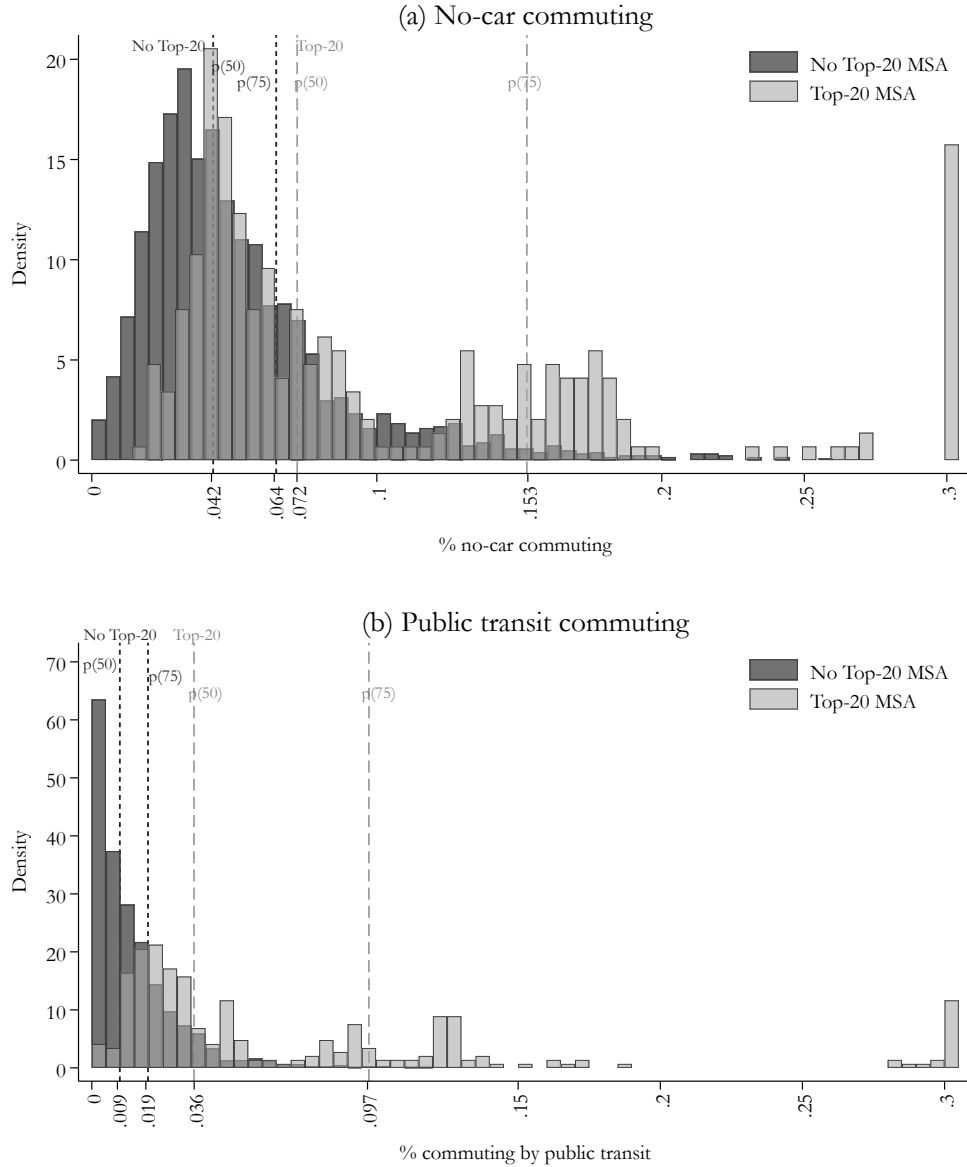 (a) No-car commuting
No Top-20
Top-20
p(50)
p(75)
p(50)
p(75)
No Top-20 MSA
Top-20 MSA
20
15
10
5
0
Density
0
.042
.064
.072
.1
.153
.2
.25
.3
% no-car commuting
(b) Public transit commuting
No Top-20
Top-20
p(50)
p(75)
p(50)
p(75)
No Top-20 MSA
Top-20 MSA
70
60
50
40
30
20
10
0
Density
0
.009
.019
.036
.097
.15
.2
.25
.3
% commuting by public transit